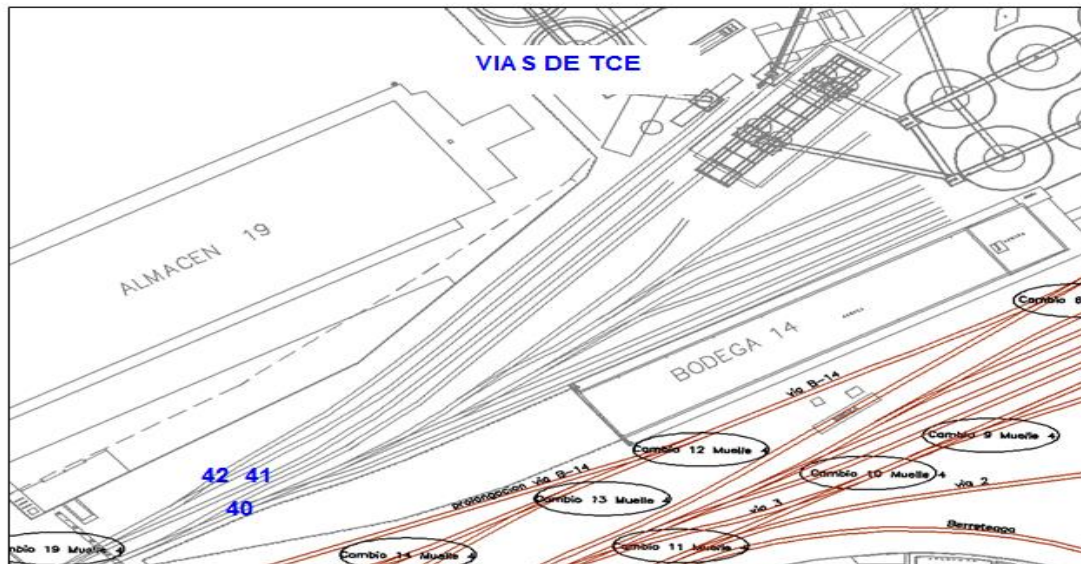 VIAS DE TCE
ALMACEN 19
BODEGA 14
via B-14
Cambio 8
Cambio 12 Muelle 4
Cambio 9 Muelle 4
Cambio 10 Muelle 4
prolongacion via B-14
Cambio 13 Muelle 4
via 3
via 2
42 41
40
Berreteaga
Cambio 19 Muelle 4
Cambio 14 Muelle 4
Cambio 11 Muelle 4